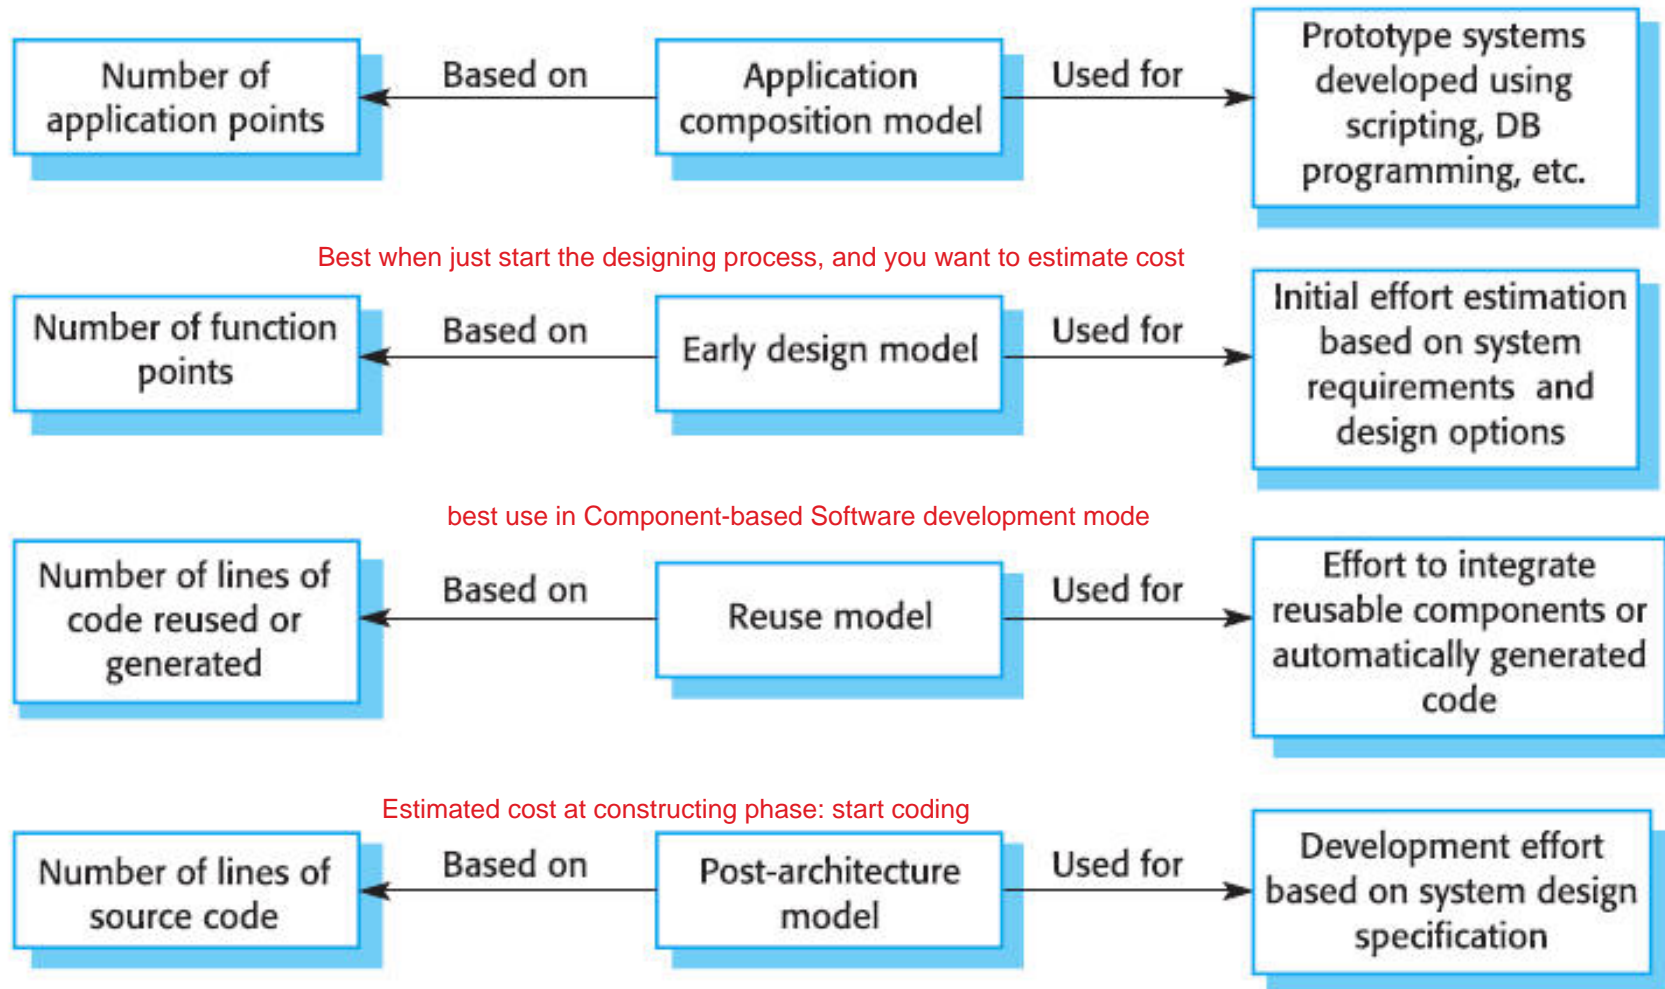 Number of
application points
Based on
Application
composition model
Used for
Prototype systems
developed using
scripting, DB
programming, etc.
Best when just start the designing process, and you want to estimate cost
Number of function
points
Based on
Early design model
Used for
Initial effort estimation
based on system
requirements and
design options
best use in Component-based Software development mode
Number of lines of
code reused or
generated
Based on
Reuse model
Used for
Effort to integrate
reusable components or
automatically generated
code
Estimated cost at constructing phase: start coding
Number of lines of
source code
Based on
Post-architecture
model
Used for
Development effort
based on system design
specification